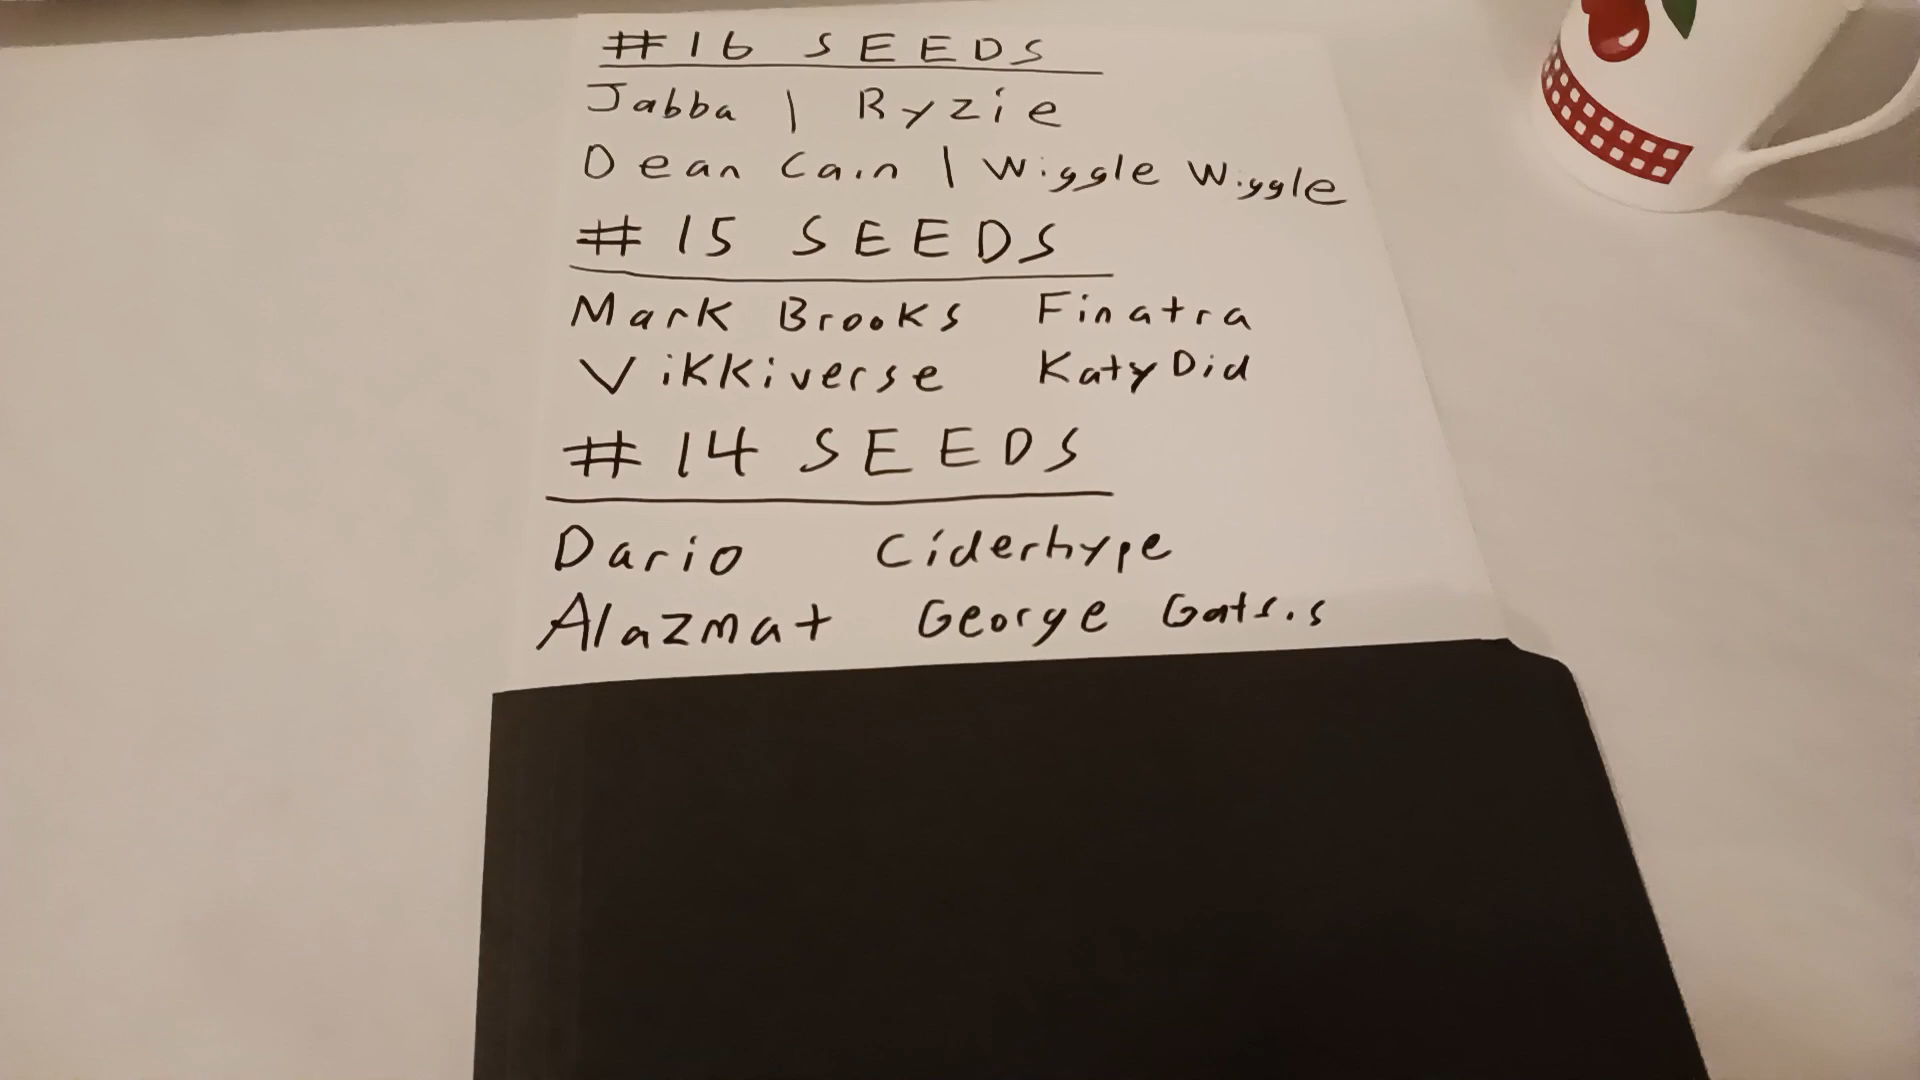 #16 SEEDS
Jabba | Ryzie
Dean Cain | Wiggle Wiggle
#15 SEEDS
Mark Brooks Finatra
Vikkiverse KatyDid
#14 SEEDS
Dario Ciderhype
Alazmat George